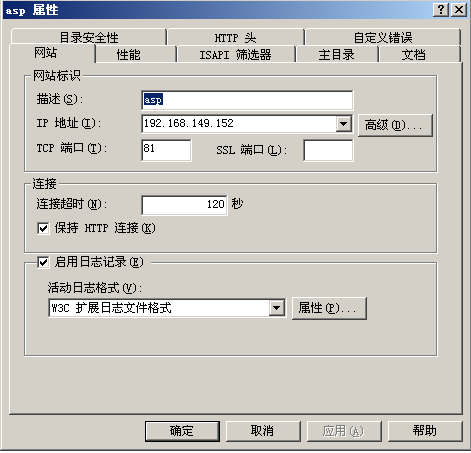 asp 属性
目录安全性 HTTP 头 自定义错误
网站 性能 ISAPI 筛选器 主目录 文档
网站标识
描述(S): asp
IP 地址(I): 192.168.149.152 高级(D)...
TCP 端口(T): 81 SSL 端口(L):
连接
连接超时(N): 120 秒
保持 HTTP 连接(K)
启用日志记录(E)
活动日志格式(V):
W3C 扩展日志文件格式 属性(P)...
确定 取消 应用(A) 帮助